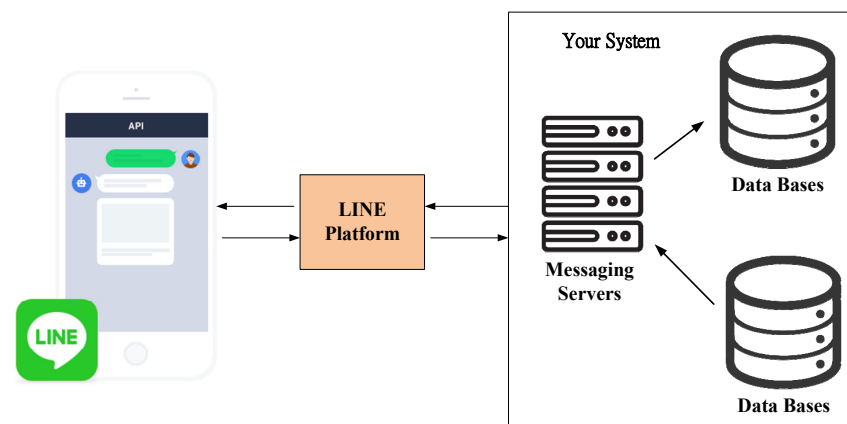 API
LINE
LINE
Platform
Your System
Messaging
Servers
Data Bases
Data Bases